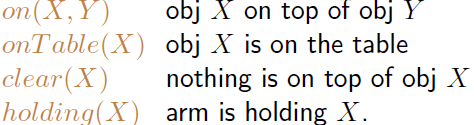 on(X, Y) obj X on top of obj Y
onTable(X) obj X is on the table
clear(X) nothing is on top of obj X
holding(X) arm is holding X.